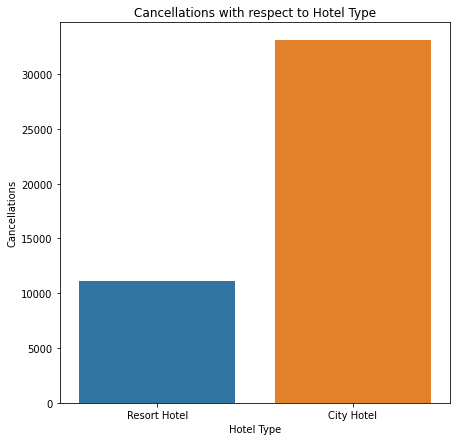 Cancellations with respect to Hotel Type
30000
25000
20000
15000
10000
5000
0
Cancellations
Resort Hotel
City Hotel
Hotel Type